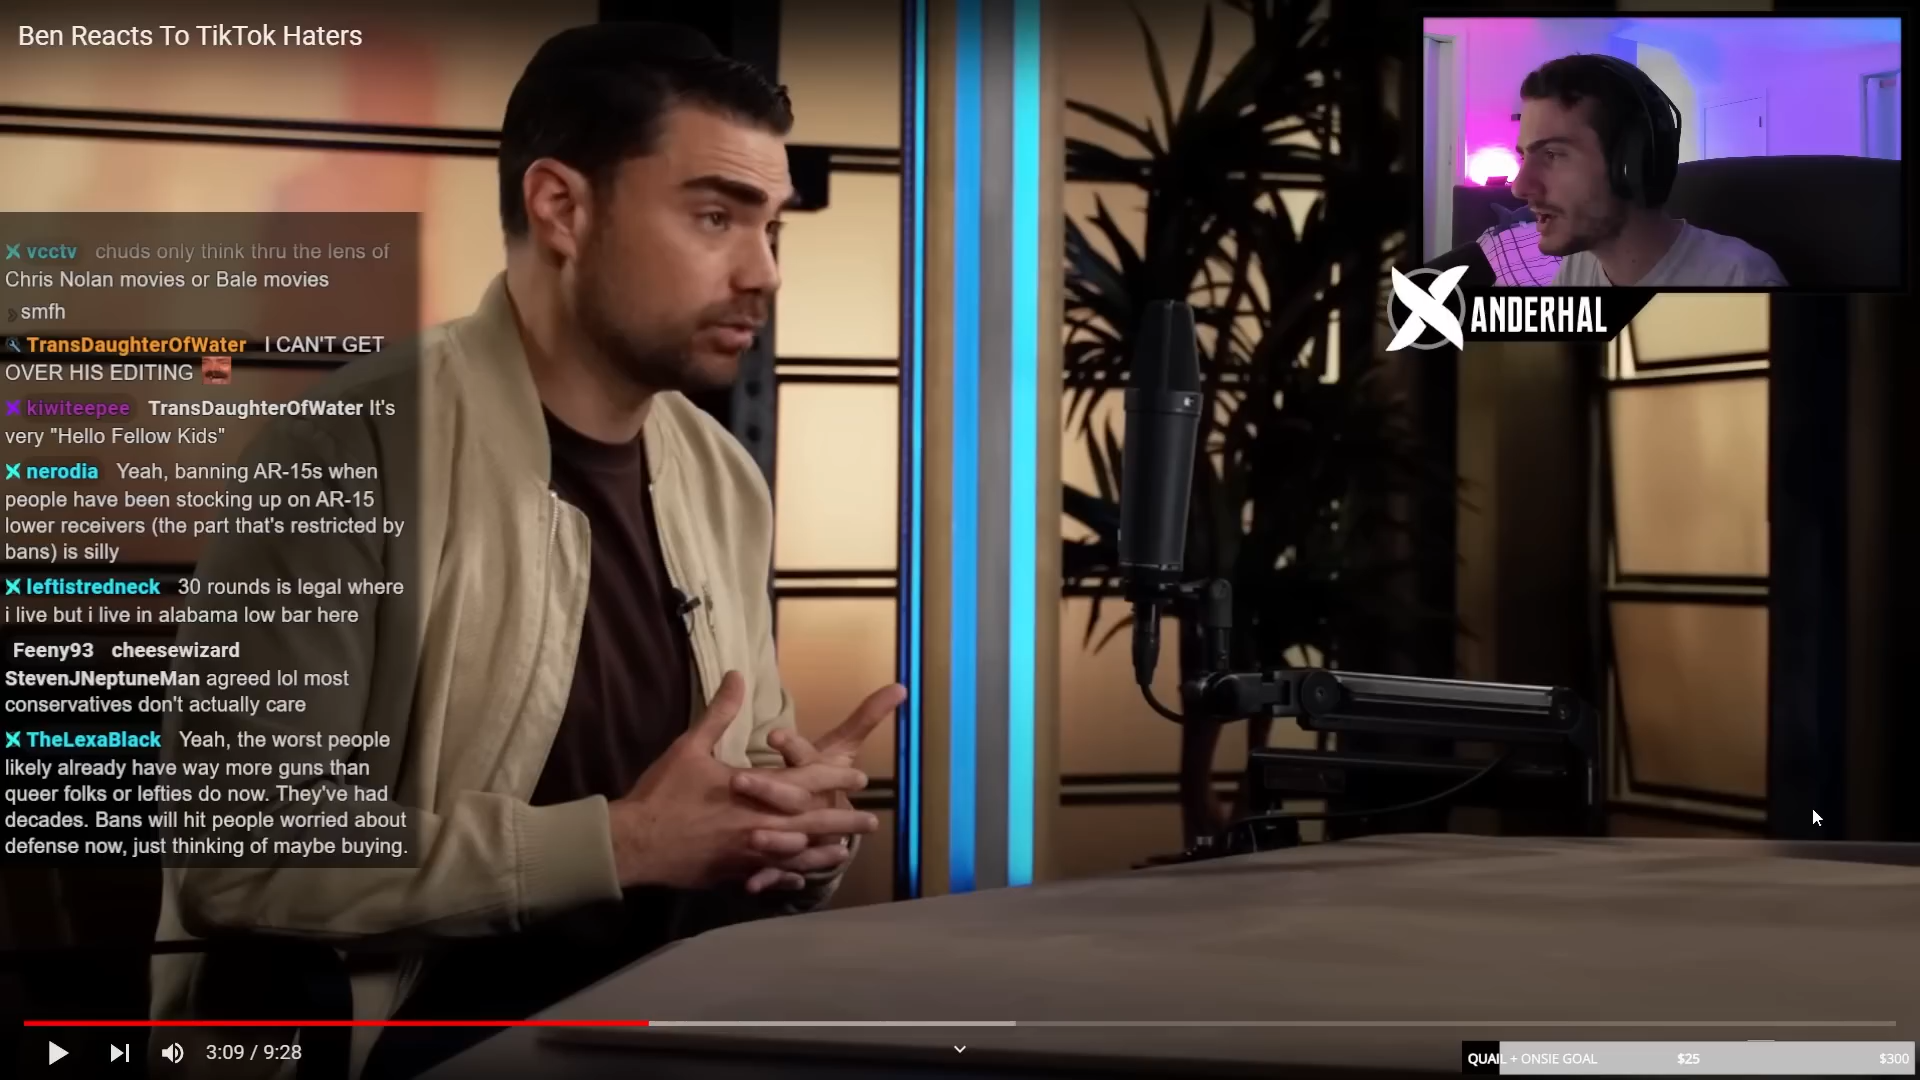 Ben Reacts To TikTok Haters
vcctv chuds only think thru the lens of
Chris Nolan movies or Bale movies
smfh
TransDaughterOfWater I CAN'T GET
OVER HIS EDITING
kiwiteepee TransDaughterOfWater It's
very "Hello Fellow Kids"
nerodia Yeah, banning AR-15s when
people have been stocking up on AR-15
lower receivers (the part that's restricted by
bans) is silly
leftistredneck 30 rounds is legal where
i live but i live in alabama low bar here
Feeny93 cheesewizard
StevenJNeptuneMan agreed lol most
conservatives don't actually care
TheLexaBlack Yeah, the worst people
likely already have way more guns than
queer folks or lefties do now. They've had
decades. Bans will hit people worried about
defense now, just thinking of maybe buying.
XANDERHAL
3:09 / 9:28
QUAIL + ONSIE GOAL $25 $300